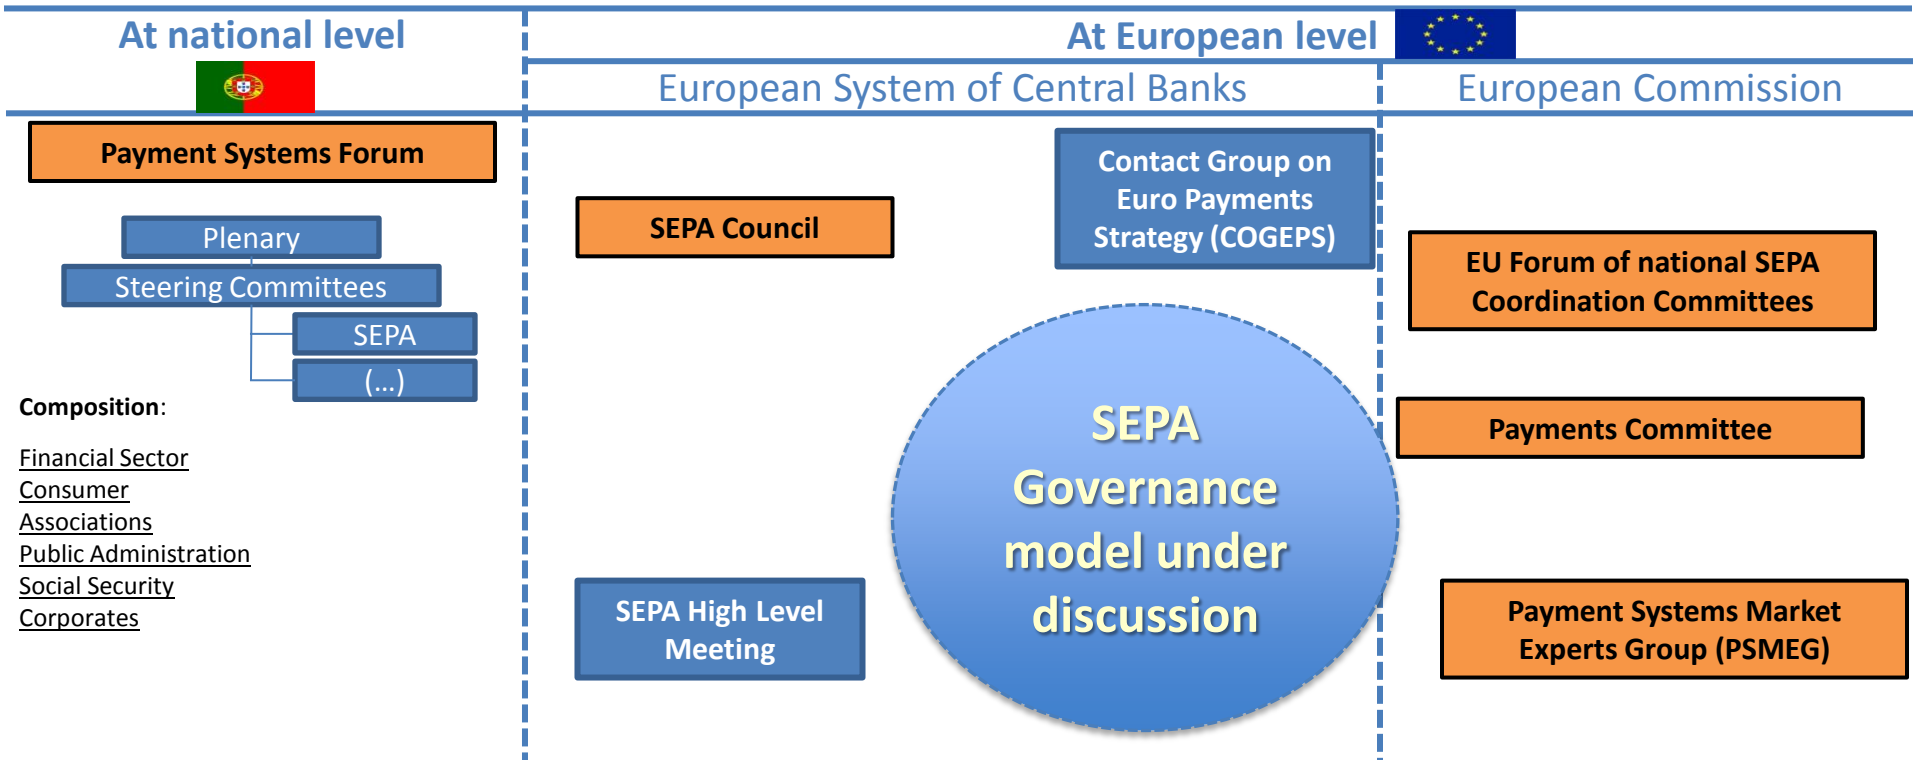 At national level
At European level
European System of Central Banks
European Commission
Payment Systems Forum
Plenary
Steering Committees
SEPA
(...)
Composition:
Financial Sector
Consumer
Associations
Public Administration
Social Security
Corporates
SEPA Council
Contact Group on
Euro Payments
Strategy (COGEPS)
SEPA
Governance
model under
discussion
SEPA High Level
Meeting
EU Forum of national SEPA
Coordination Committees
Payments Committee
Payment Systems Market
Experts Group (PSMEG)